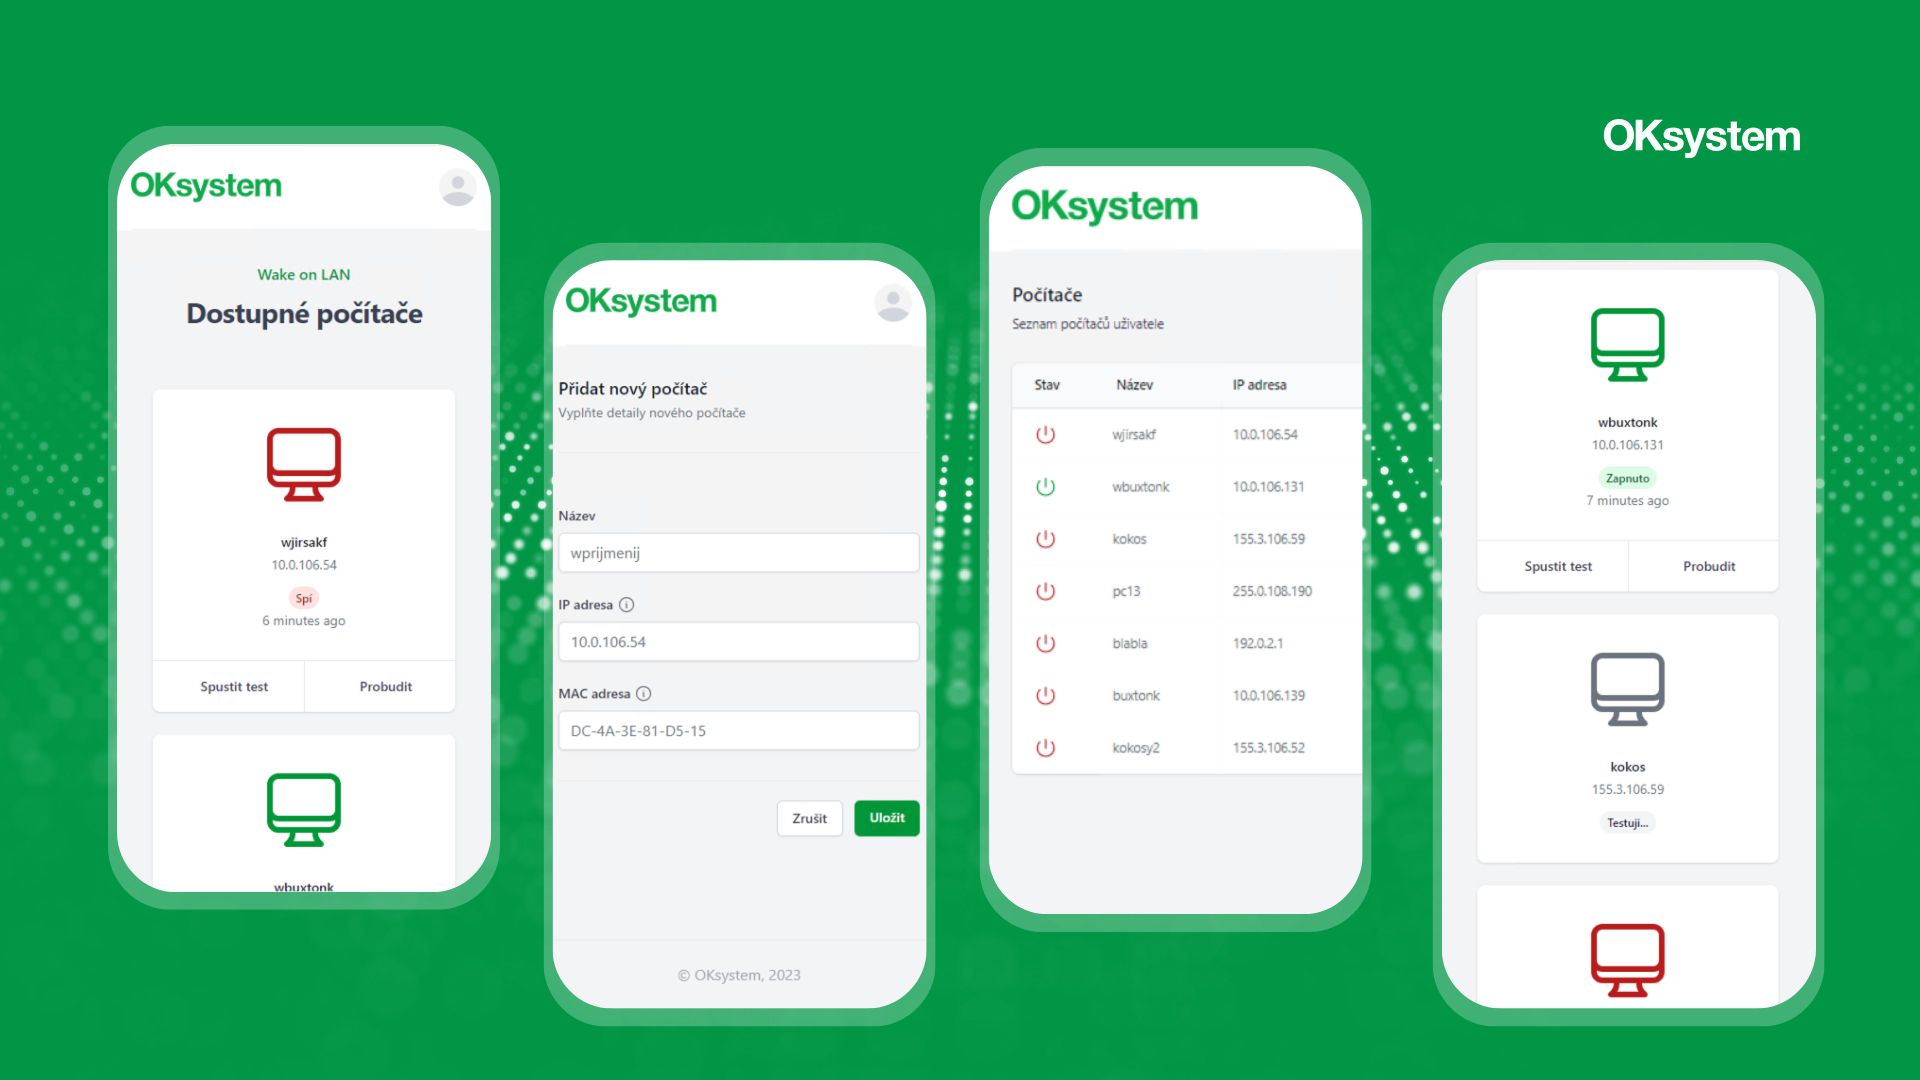 OKsystem
OKsystem
Wake on LAN
Dostupné počítače
wjirsakf
10.0.106.54
Spí
6 minutes ago
Spustit test
Probudit
wbuxtonk
OKsystem
Přidat nový počítač
Vyplňte detaily nového počítače
Název
wprijmenij
IP adresa
10.0.106.54
MAC adresa
DC-4A-3E-81-D5-15
Zrušit
Uložit
© OKsystem, 2023
OKsystem
Počítače
Seznam počítačů uživatele
Stav Název IP adresa
wjirsakf 10.0.106.54
wbuxtonk 10.0.106.131
kokos 155.3.106.59
pc13 255.0.108.190
blabla 192.0.2.1
buxtonk 10.0.106.139
kokosy2 155.3.106.52
wbuxtonk
10.0.106.131
Zapnuto
7 minutes ago
Spustit test
Probudit
kokos
155.3.106.59
Testuji...